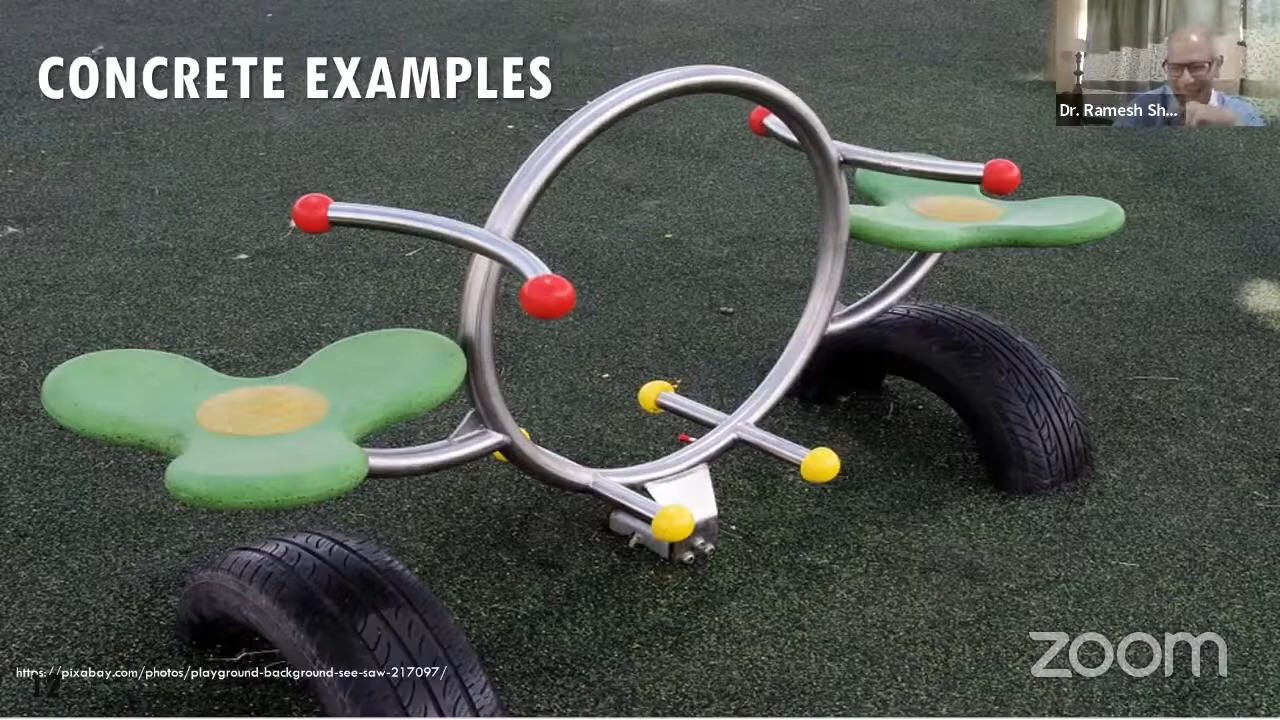 CONCRETE EXAMPLES
Dr. Ramesh Sh...
https://pixabay.com/photos/playground-background-see-saw-217097/
zoom